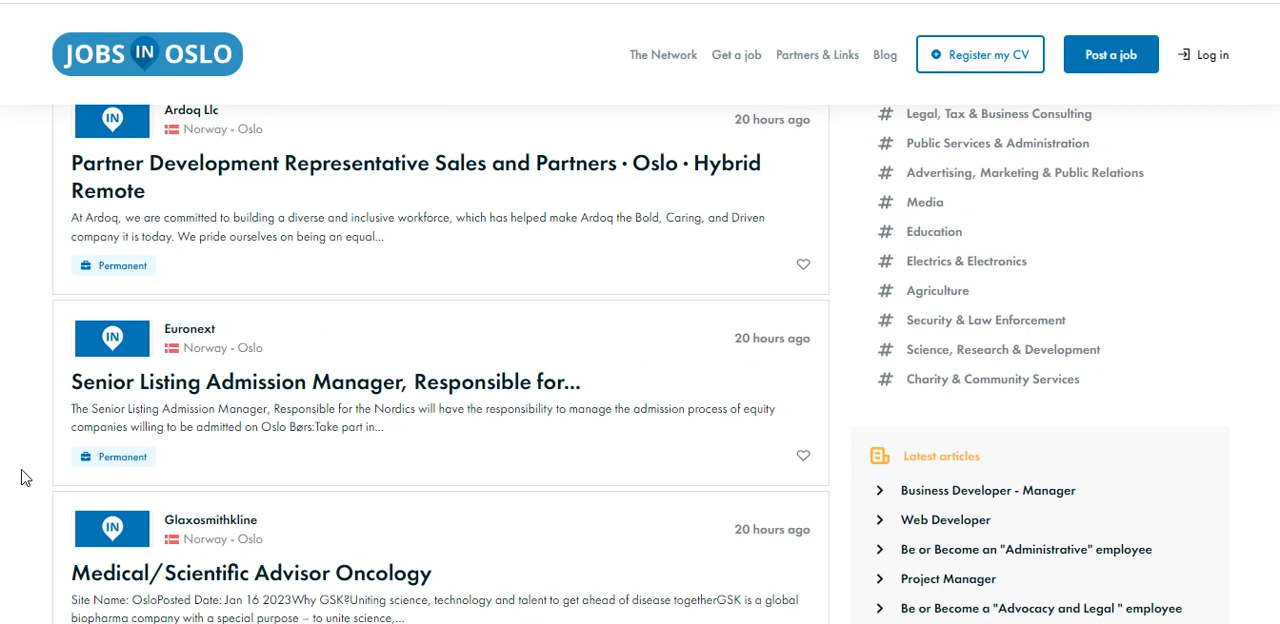 JOBS IN OSLO
The Network
Get a job
Partners & Links
Blog
Register my CV
Post a job
Log in
IN
Ardoq Llc
Norway - Oslo
20 hours ago
Partner Development Representative Sales and Partners · Oslo · Hybrid
Remote
At Ardoq, we are committed to building a diverse and inclusive workforce, which has helped make Ardoq the Bold, Caring, and Driven
company it is today. We pride ourselves on being an equal...
Permanent
IN
Euronext
Norway - Oslo
20 hours ago
Senior Listing Admission Manager, Responsible for...
The Senior Listing Admission Manager, Responsible for the Nordics will have the responsibility to manage the admission process of equity
companies willing to be admitted on Oslo Børs:Take part in...
Permanent
IN
Glaxosmithkline
Norway - Oslo
20 hours ago
Medical/Scientific Advisor Oncology
Site Name: OsloPosted Date: Jan 16 2023Why GSK?Uniting science, technology and talent to get ahead of disease togetherGSK is a global
biopharma company with a special purpose – to unite science,...
# Legal, Tax & Business Consulting
# Public Services & Administration
# Advertising, Marketing & Public Relations
# Media
# Education
# Electrics & Electronics
# Agriculture
# Security & Law Enforcement
# Science, Research & Development
# Charity & Community Services
Latest articles
Business Developer - Manager
Web Developer
Be or Become an "Administrative" employee
Project Manager
Be or Become a "Advocacy and Legal " employee